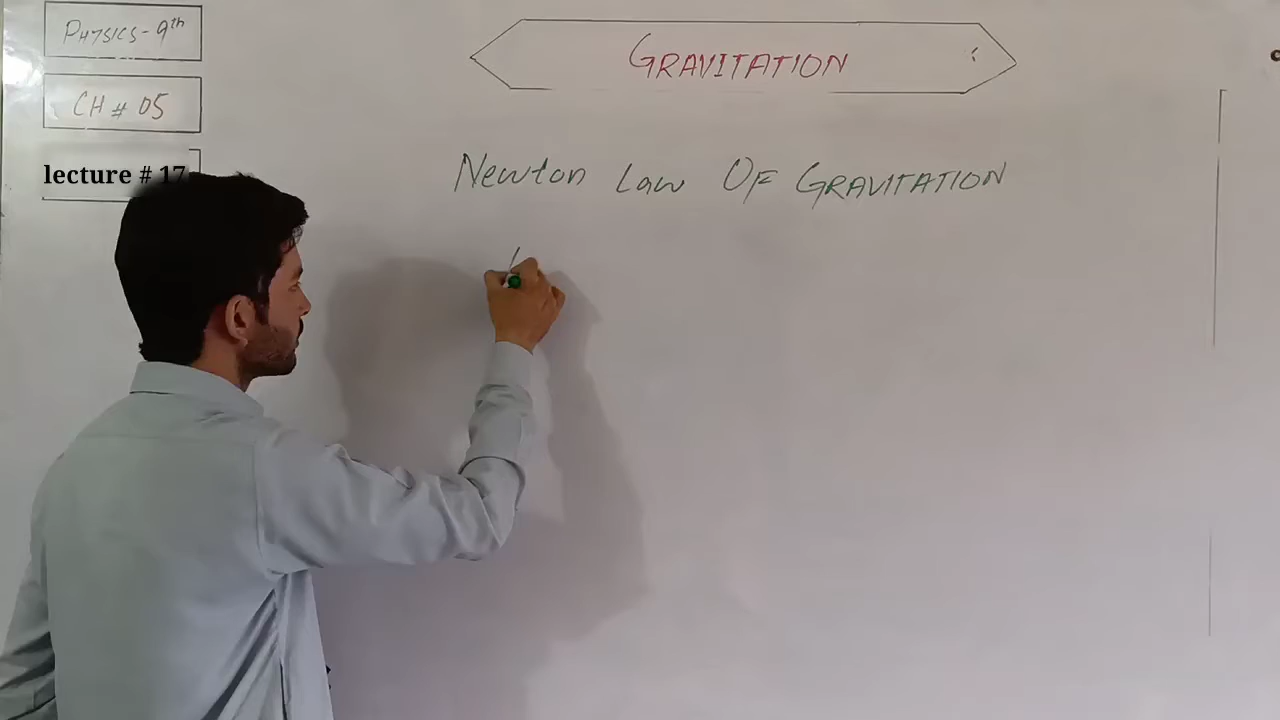 PHYSICS-9th
GRAVITATION
CH # 05
lecture # 17
Newton Law OF GRAVITATION